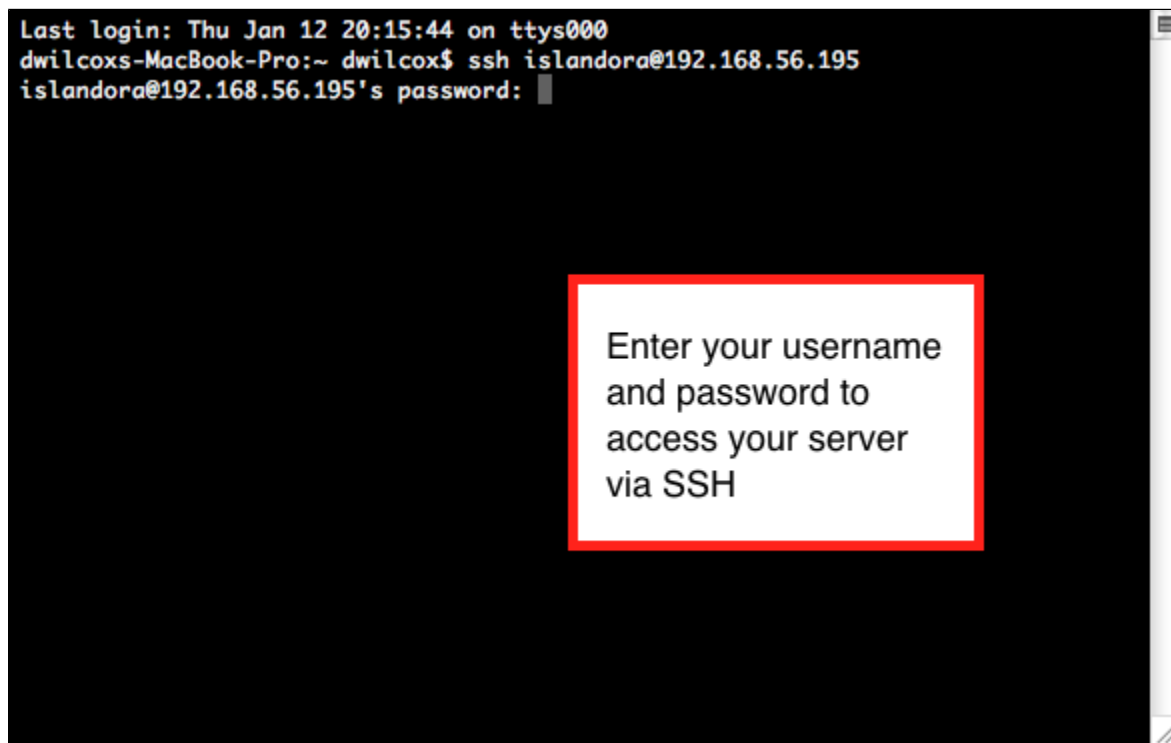 Last login: Thu Jan 12 20:15:44 on ttys000
dwilcoxs-MacBook-Pro:~ dwilcox$ ssh islandora@192.168.56.195
islandora@192.168.56.195's password:
Enter your username
and password to
access your server
via SSH